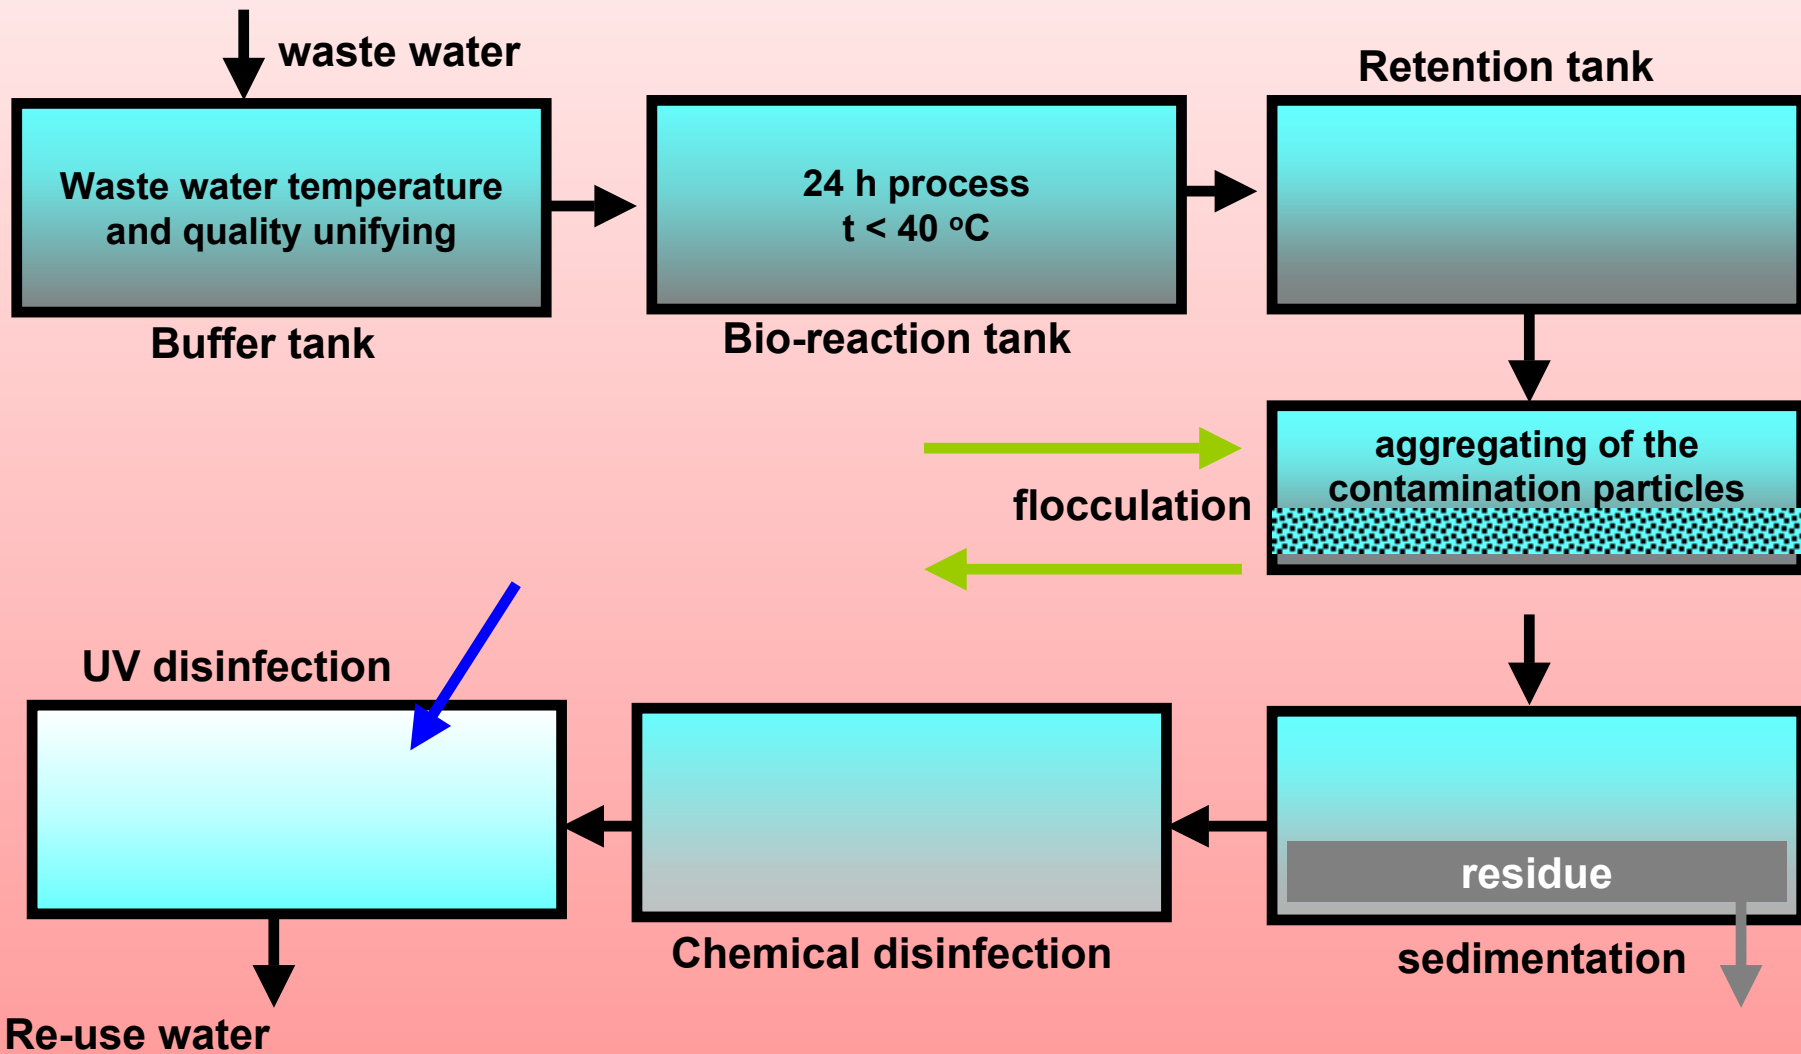 waste water
Retention tank
Waste water temperature
and quality unifying
24 h process
t < 40 °C
Buffer tank
Bio-reaction tank
aggregating of the
contamination particles
flocculation
UV disinfection
residue
Chemical disinfection
sedimentation
Re-use water